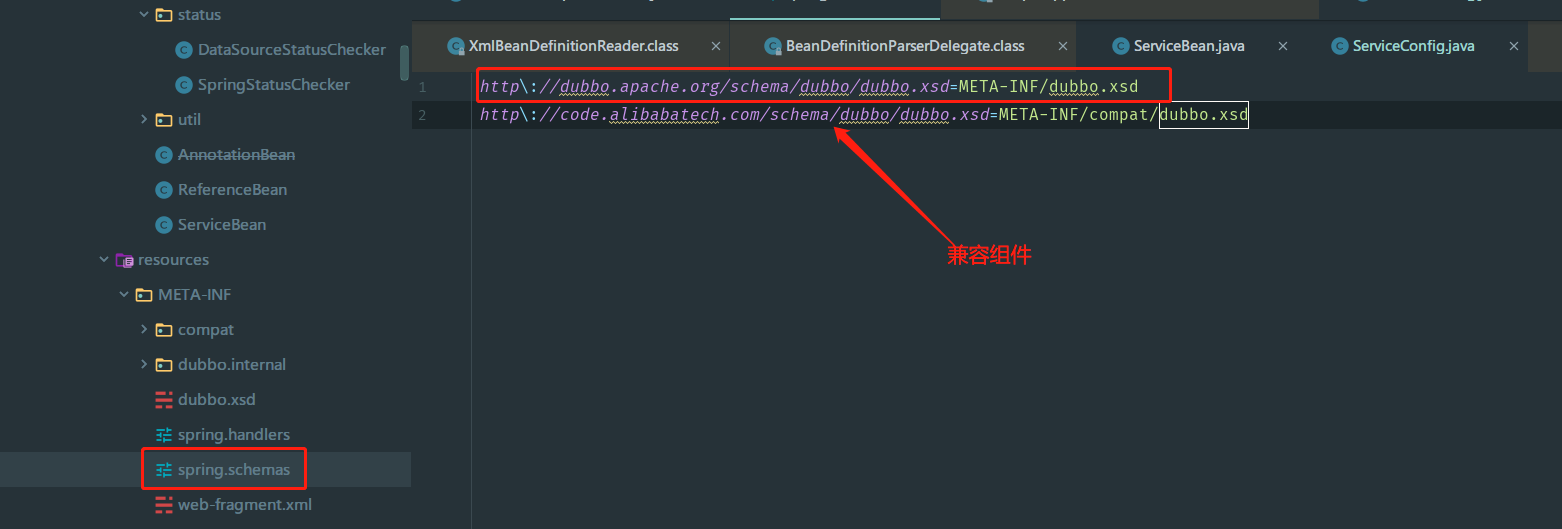 status
DataSourceStatusChecker
SpringStatusChecker
util
AnnotationBean
ReferenceBean
ServiceBean
resources
META-INF
compat
dubbo.internal
dubbo.xsd
spring.handlers
spring.schemas
web-fragment.xml
XmlBeanDefinitionReader.class × BeanDefinitionParserDelegate.class × ServiceBean.java × ServiceConfig.java ×
1 http\://dubbo.apache.org/schema/dubbo/dubbo.xsd=META-INF/dubbo.xsd
2 http\://code.alibabatech.com/schema/dubbo/dubbo.xsd=META-INF/compat/dubbo.xsd
兼容组件